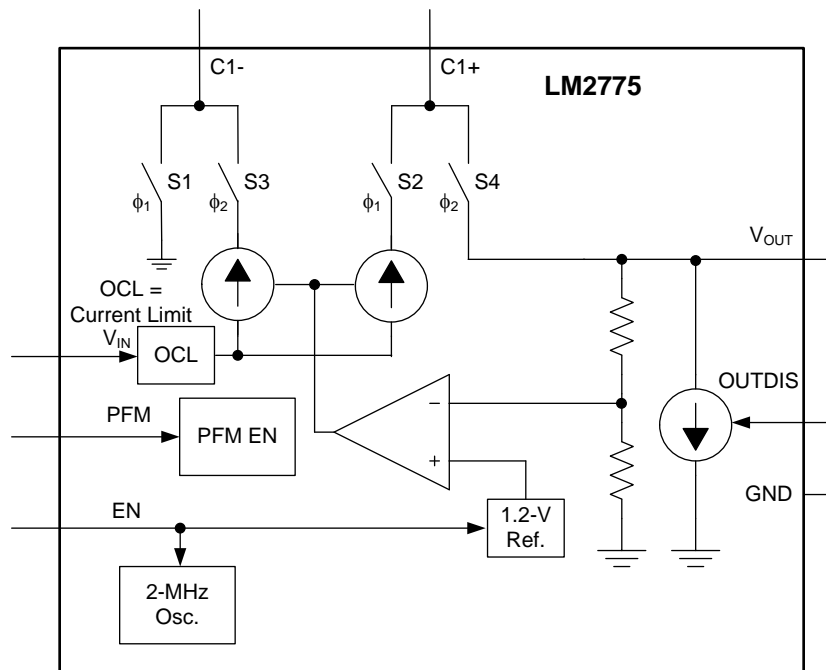 C1-
C1+
LM2775
S1
S3
S2
S4
ϕ1
ϕ2
ϕ1
ϕ2
VOUT
OCL =
Current Limit
VIN
OCL
OUTDIS
PFM
PFM EN
−
+
GND
EN
1.2-V
Ref.
2-MHz
Osc.